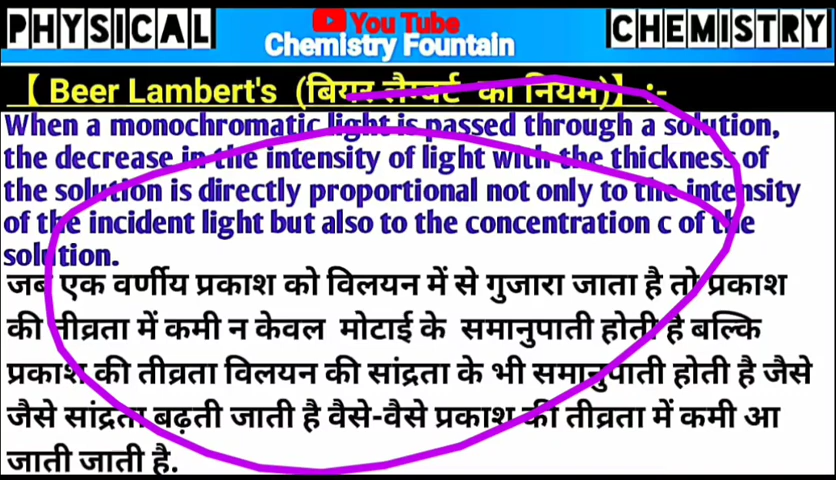 PHYSICAL
You Tube
Chemistry Fountain
CHEMISTRY
【 Beer Lambert's (बियर लैम्बर्ट का नियम)】 :-
When a monochromatic light is passed through a solution,
the decrease in the intensity of light with the thickness of
the solution is directly proportional not only to the intensity
of the incident light but also to the concentration c of the
solution.
जब एक वर्णीय प्रकाश को विलयन में से गुजारा जाता है तो प्रकाश
की तीव्रता में कमी न केवल मोटाई के समानुपाती होती है बल्कि
प्रकाश की तीव्रता विलयन की सांद्रता के भी समानुपाती होती है जैसे
जैसे सांद्रता बढ़ती जाती है वैसे-वैसे प्रकाश की तीव्रता में कमी आ
जाती जाती है.